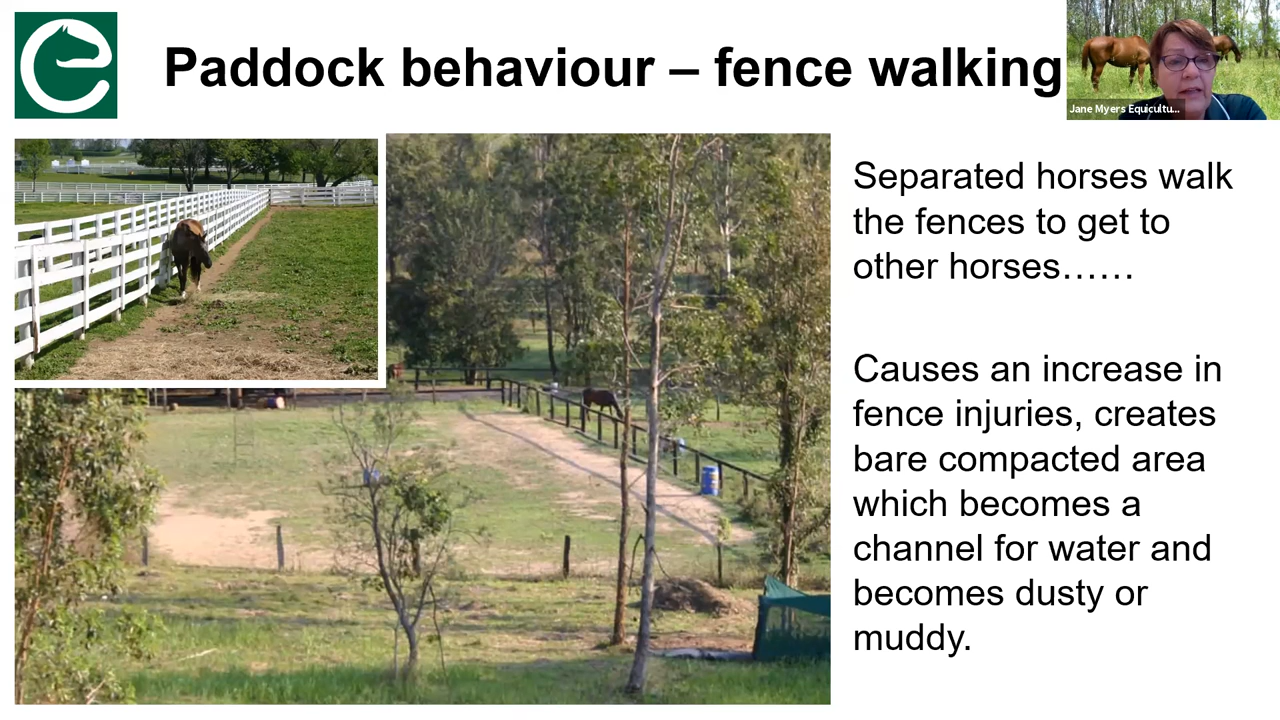 Paddock behaviour – fence walking
Jane Myers Equicultu...
Separated horses walk
the fences to get to
other horses……
Causes an increase in
fence injuries, creates
bare compacted area
which becomes a
channel for water and
becomes dusty or
muddy.